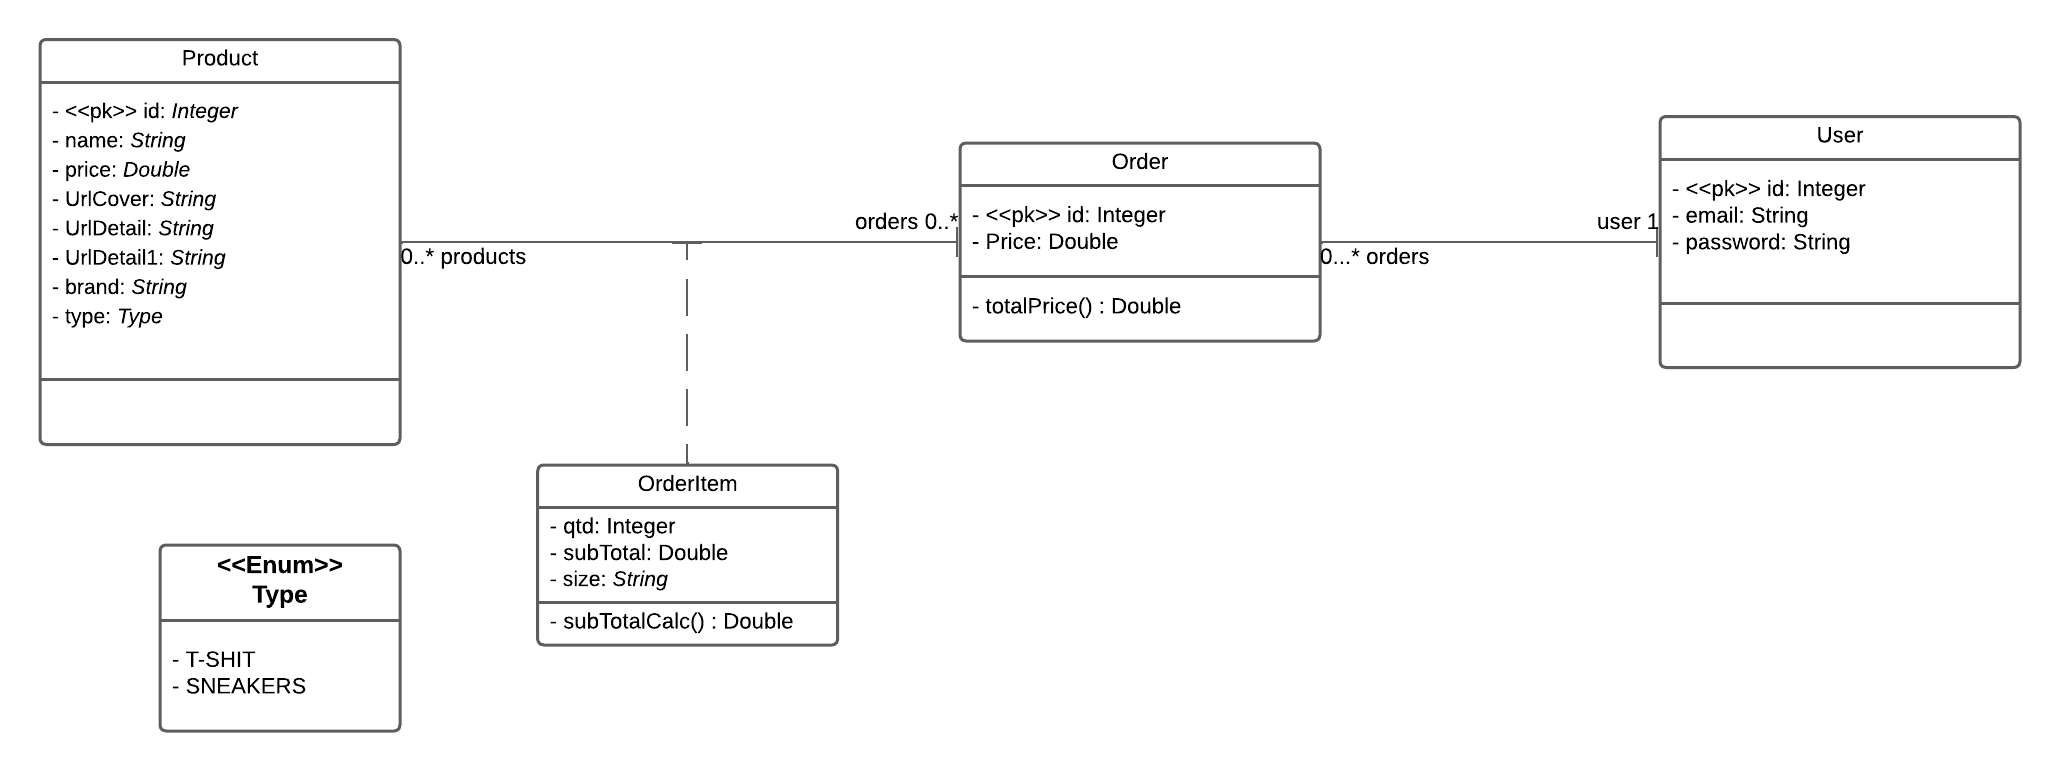 Product
- <<pk>> id: Integer
- name: String
- price: Double
- UrlCover: String
- UrlDetail: String
- UrlDetail1: String
- brand: String
- type: Type
0..* products
orders 0..*
Order
- <<pk>> id: Integer
- Price: Double
- totalPrice() : Double
0...* orders
user 1
User
- <<pk>> id: Integer
- email: String
- password: String
OrderItem
- qtd: Integer
- subTotal: Double
- size: String
- subTotalCalc() : Double
<<Enum>>
Type
- T-SHIT
- SNEAKERS